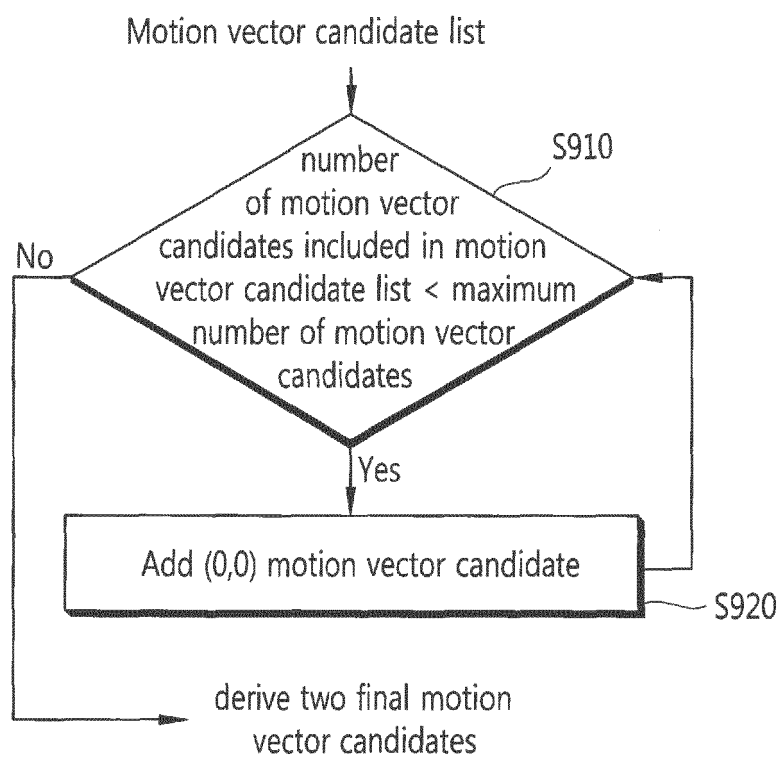 Motion vector candidate list
S910
number
of motion vector
candidates included in motion
vector candidate list < maximum
number of motion vector
candidates
No
Yes
Add (0,0) motion vector candidate
S920
derive two final motion
vector candidates